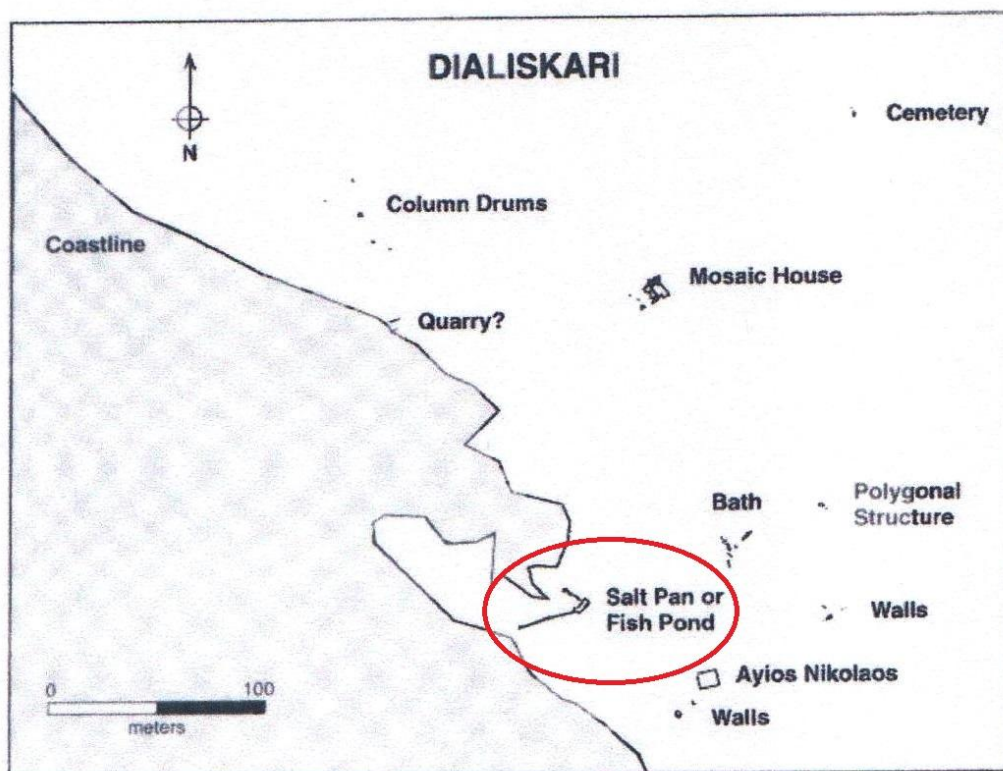 DIALISKARI
Cemetery
N
Column Drums
Coastline
Mosaic House
Quarry?
Bath
Polygonal
Structure
Salt Pan or
Fish Pond
Walls
Ayios Nikolaos
0 100
Walls
meters